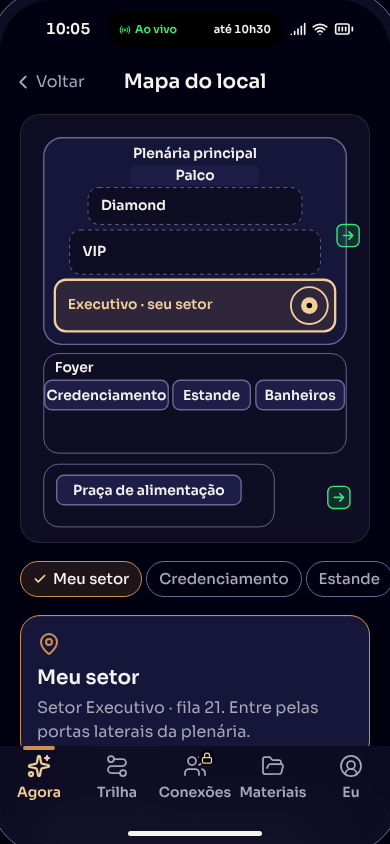 10:05
Ao vivo
até 10h30
Voltar
Mapa do local
Plenária principal
Palco
Diamond
VIP
Executivo · seu setor
Foyer
Credenciamento
Estande
Banheiros
Praça de alimentação
Meu setor
Credenciamento
Estande
Meu setor
Setor Executivo · fila 21. Entre pelas
portas laterais da plenária.
Agora
Trilha
Conexões
Materiais
Eu